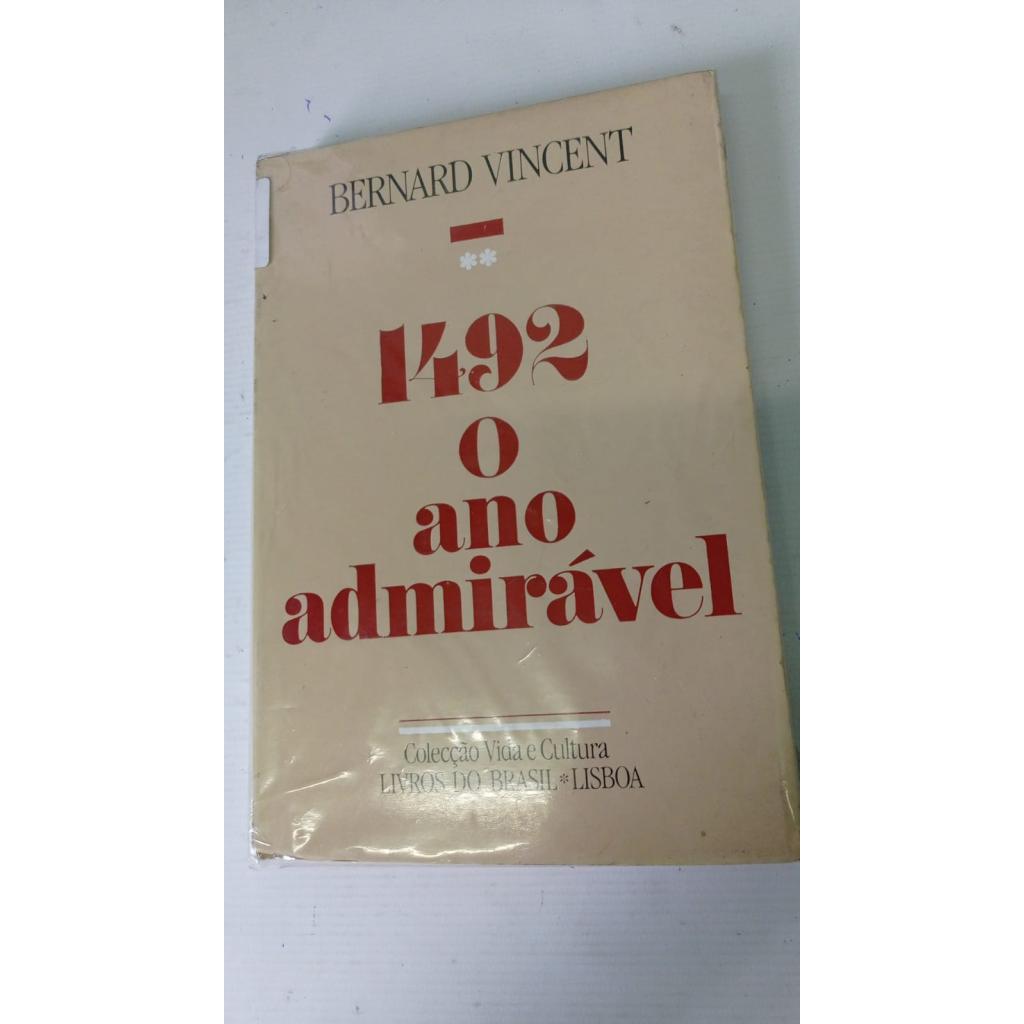 BERNARD VINCENT
**
1492
o
ano
admirável
Colecção Vida e Cultura
LIVROS DO BRASIL * LISBOA